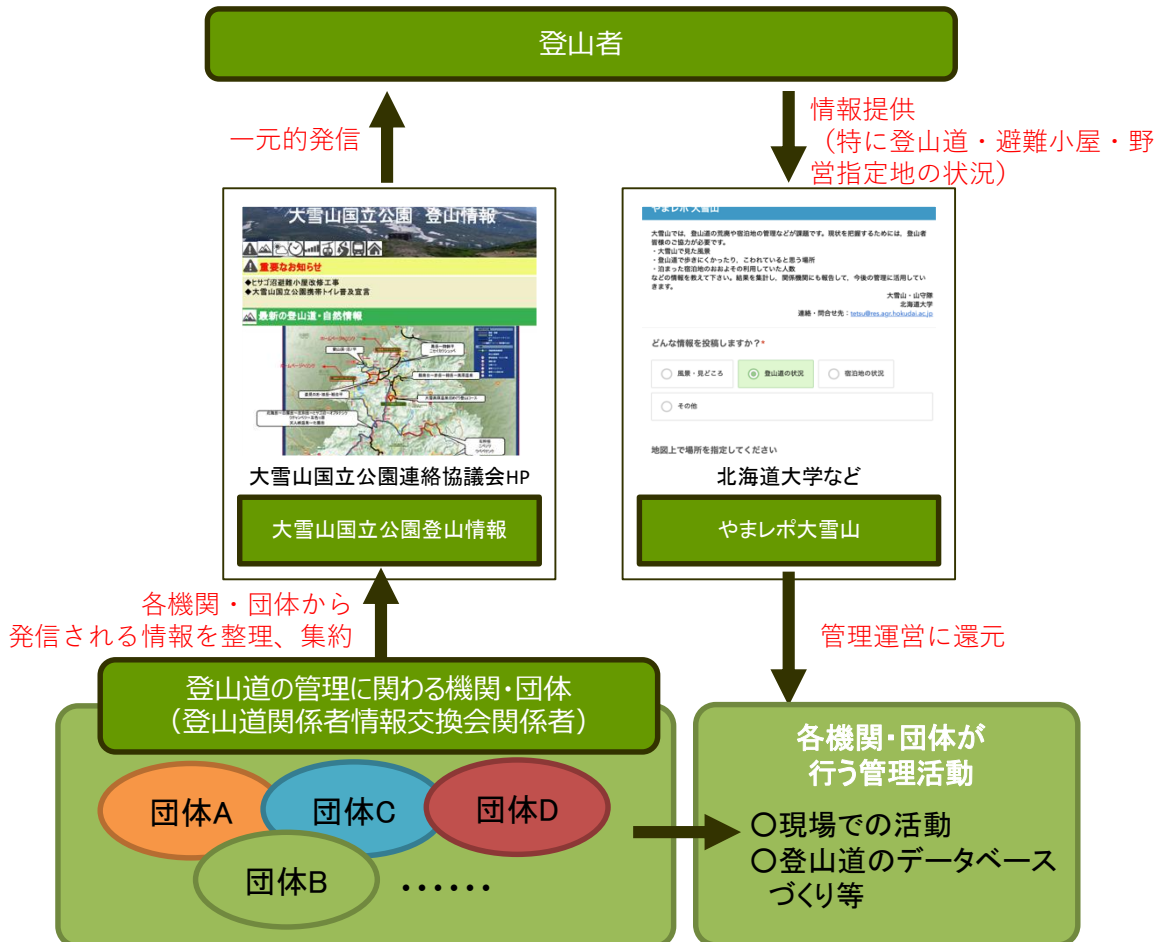 登山者
一元的発信
情報提供
（特に登山道・避難小屋・野
営指定地の状況）
大雪山国立公園 登山情報
重要なお知らせ
◆ヒサゴ沼避難小屋改修工事
◆大雪山国立公園携帯トイレ普及宣言
最新の登山道・自然情報
大雪山国立公園連絡協議会HP
大雪山国立公園登山情報
やまレポ 大雪山
大雪山では、登山道の荒廃や宿泊地の管理などが課題です。現状を把握するためには、登山者
皆様のご協力が必要です。
・大雪山で見た風景
・登山道で歩きにくかったり、こわれていると思う場所
・泊まった宿泊地のおおよその利用していた人数
などの情報を教えて下さい。結果を集計し、関係機関にも報告して、今後の管理に活用してい
きます。
大雪山・山守隊
北海道大学
連絡・問合せ先：tetsu@res.agr.hokudai.ac.jp
どんな情報を投稿しますか？*
風景・見どころ
登山道の状況
宿泊地の状況
その他
地図上で場所を指定してください
北海道大学など
やまレポ大雪山
各機関・団体から
発信される情報を整理、集約
管理運営に還元
登山道の管理に関わる機関・団体
（登山道関係者情報交換会関係者）
団体A
団体C
団体D
団体B
……
各機関・団体が
行う管理活動
〇現場での活動
〇登山道のデータベース
づくり等